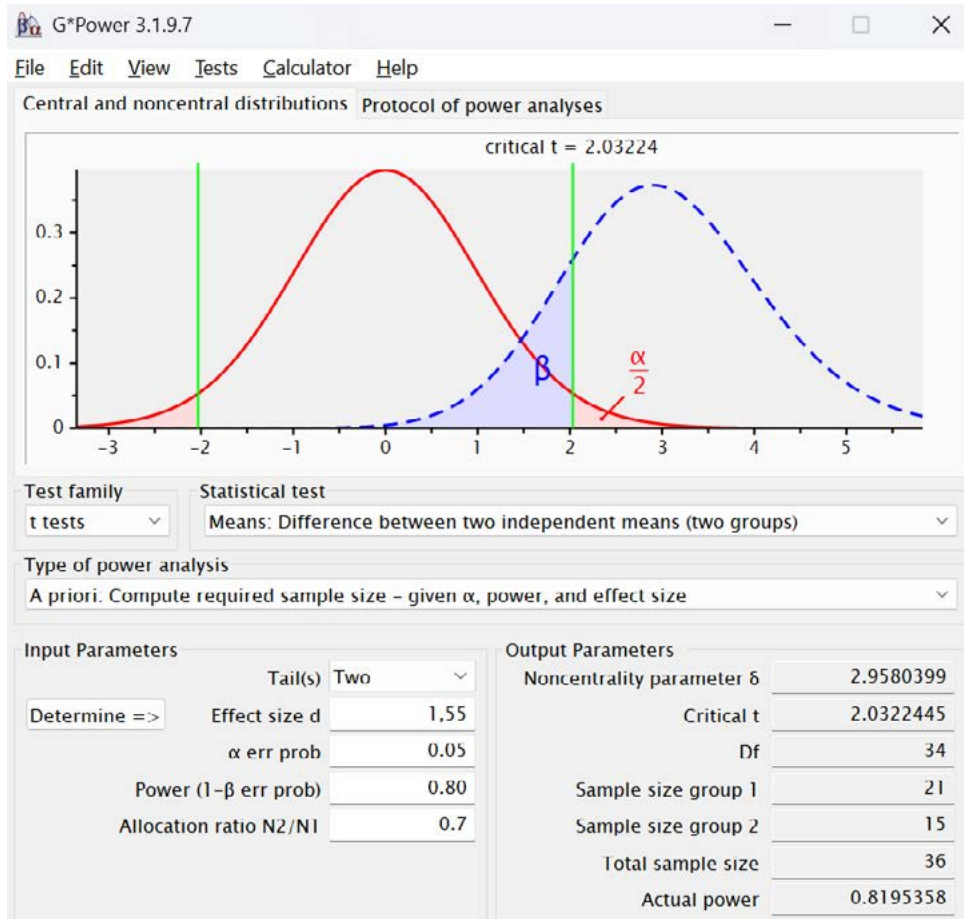 G*Power 3.1.9.7
File Edit View Tests Calculator Help
Central and noncentral distributions Protocol of power analyses
critical t = 2.03224
0.3
0.2
0.1
0
β
α
2
-3 -2 -1 0 1 2 3 4 5
Test family Statistical test
t tests Means: Difference between two independent means (two groups)
Type of power analysis
A priori: Compute required sample size – given α, power, and effect size
Input Parameters Output Parameters
Tail(s) Two Noncentrality parameter δ 2.9580399
Determine => Effect size d 1,55 Critical t 2.0322445
α err prob 0.05 Df 34
Power (1-β err prob) 0.80 Sample size group 1 21
Allocation ratio N2/N1 0.7 Sample size group 2 15
Total sample size 36
Actual power 0.8195358